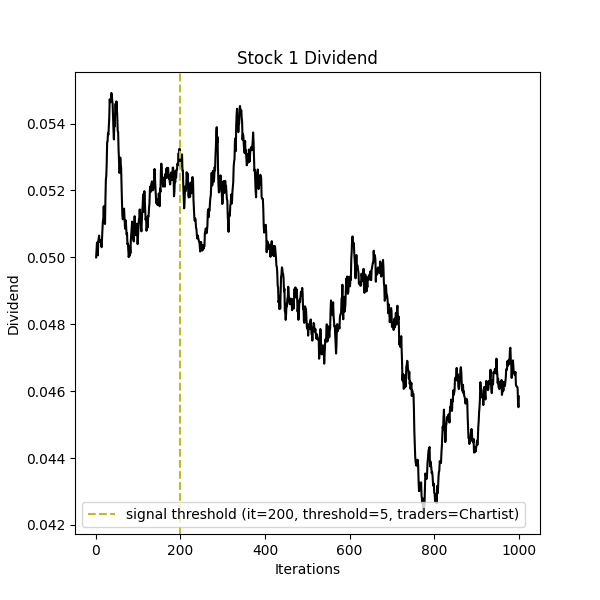 Stock 1 Dividend
0.054
0.052
0.050
0.048
0.046
0.044
0.042
Dividend
signal threshold (it=200, threshold=5, traders=Chartist)
0 200 400 600 800 1000
Iterations